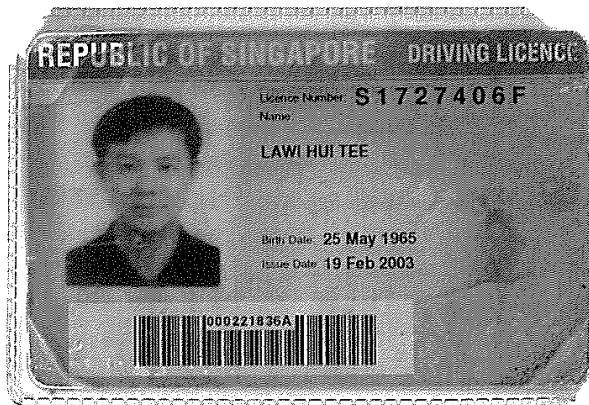 REPUBLIC OF SINGAPORE DRIVING LICENCE
Licence Number: S1727406F
Name:
LAWI HUI TEE
Birth Date: 25 May 1965
Issue Date: 19 Feb 2003
000221836A